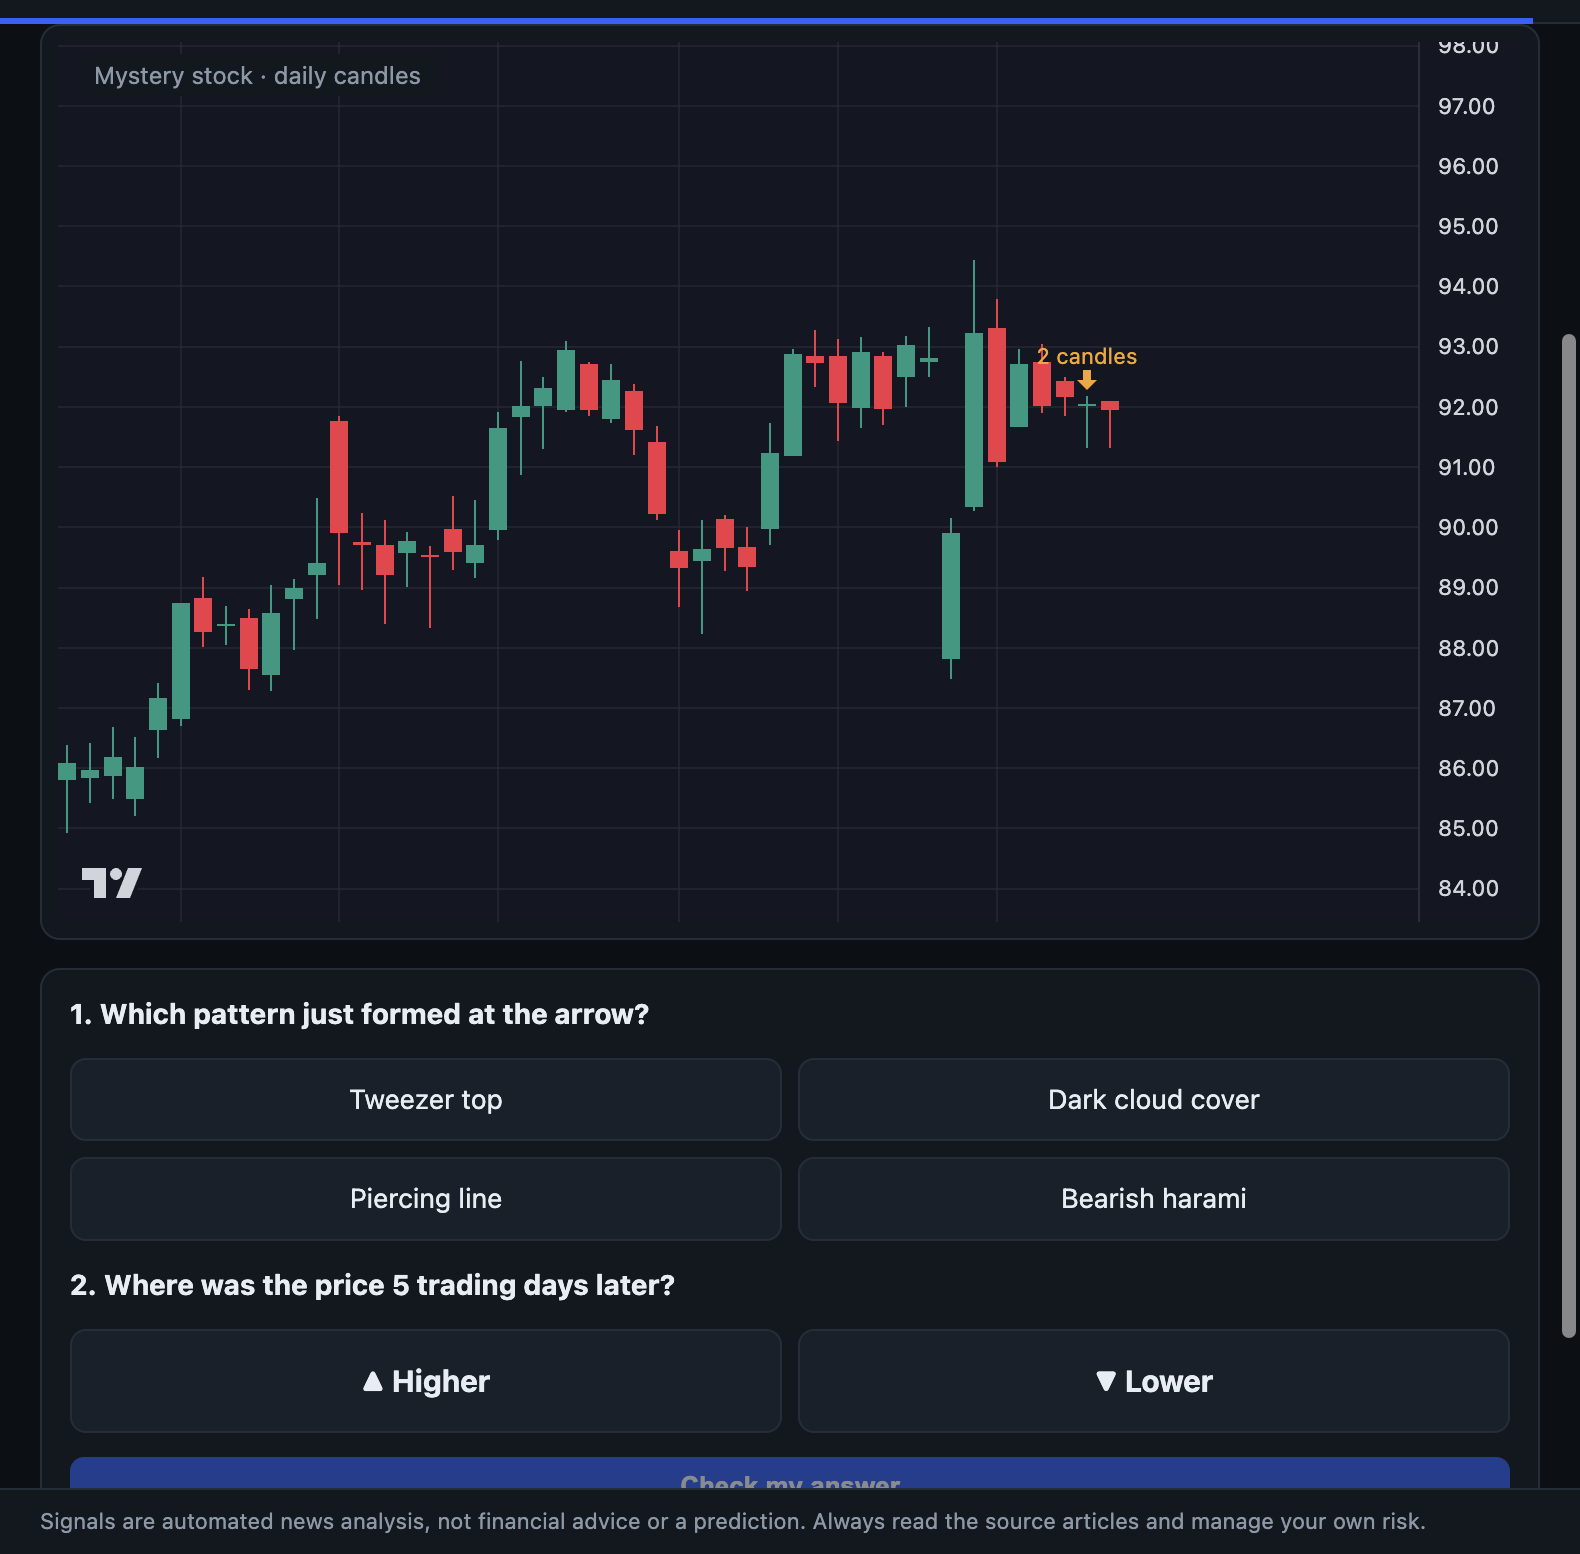 98.00
Mystery stock · daily candles
97.00
96.00
95.00
94.00
93.00
2 candles
92.00
91.00
90.00
89.00
88.00
87.00
86.00
85.00
84.00
1. Which pattern just formed at the arrow?
Tweezer top
Dark cloud cover
Piercing line
Bearish harami
2. Where was the price 5 trading days later?
▲ Higher
▼ Lower
Check my answer
Signals are automated news analysis, not financial advice or a prediction. Always read the source articles and manage your own risk.